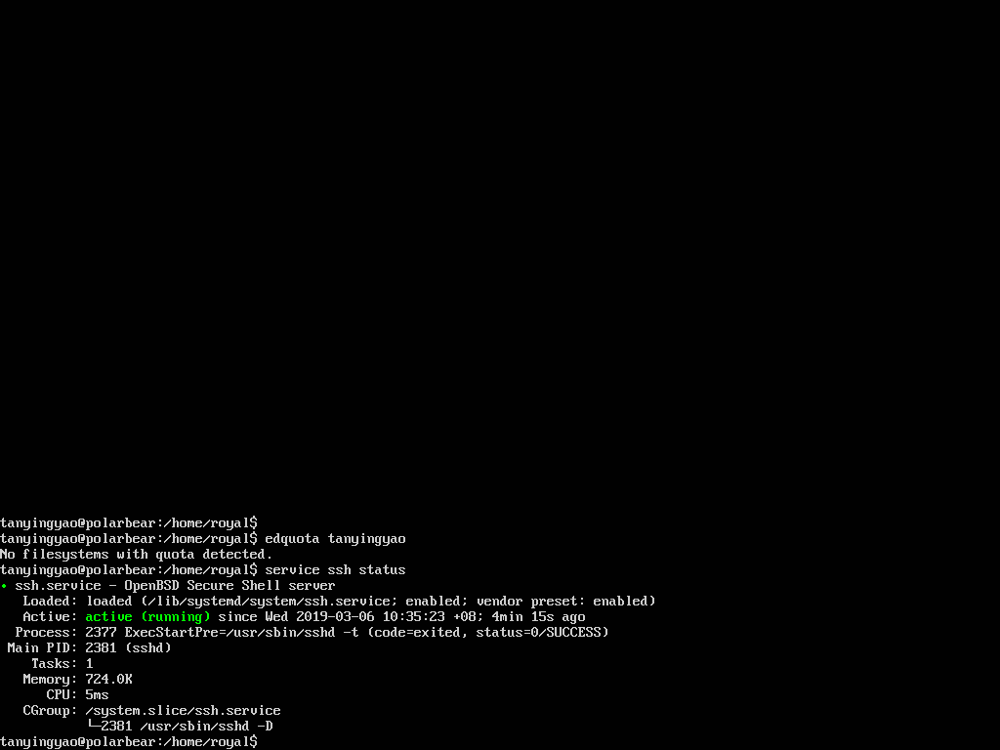 tanyingyao@polarbear:/home/royal$
tanyingyao@polarbear:/home/royal$ edquota tanyingyao
No filesystems with quota detected.
tanyingyao@polarbear:/home/royal$ service ssh status
• ssh.service - OpenBSD Secure Shell server
   Loaded: loaded (/lib/systemd/system/ssh.service; enabled; vendor preset: enabled)
   Active: active (running) since Wed 2019-03-06 10:35:23 +08; 4min 15s ago
  Process: 2377 ExecStartPre=/usr/sbin/sshd -t (code=exited, status=0/SUCCESS)
 Main PID: 2381 (sshd)
    Tasks: 1
   Memory: 724.0K
      CPU: 5ms
   CGroup: /system.slice/ssh.service
           └─2381 /usr/sbin/sshd -D
tanyingyao@polarbear:/home/royal$